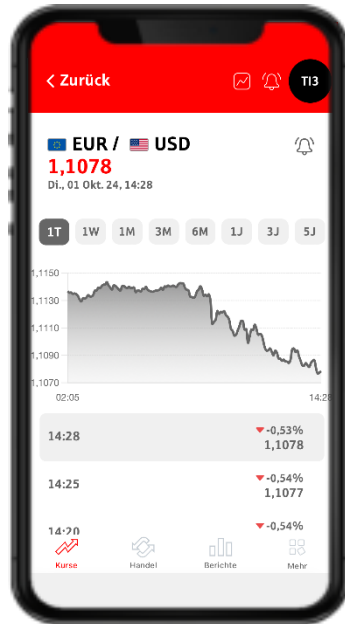 Zurück
TI3
EUR / USD
1,1078
Di., 01 Okt. 24, 14:28
1T 1W 1M 3M 6M 1J 3J 5J
1,1150
1,1130
1,1110
1,1090
1,1070
02:05 14:28
14:28 -0,53%
1,1078
14:25 -0,54%
1,1077
14:20 -0,54%
Kurse Handel Berichte Mehr